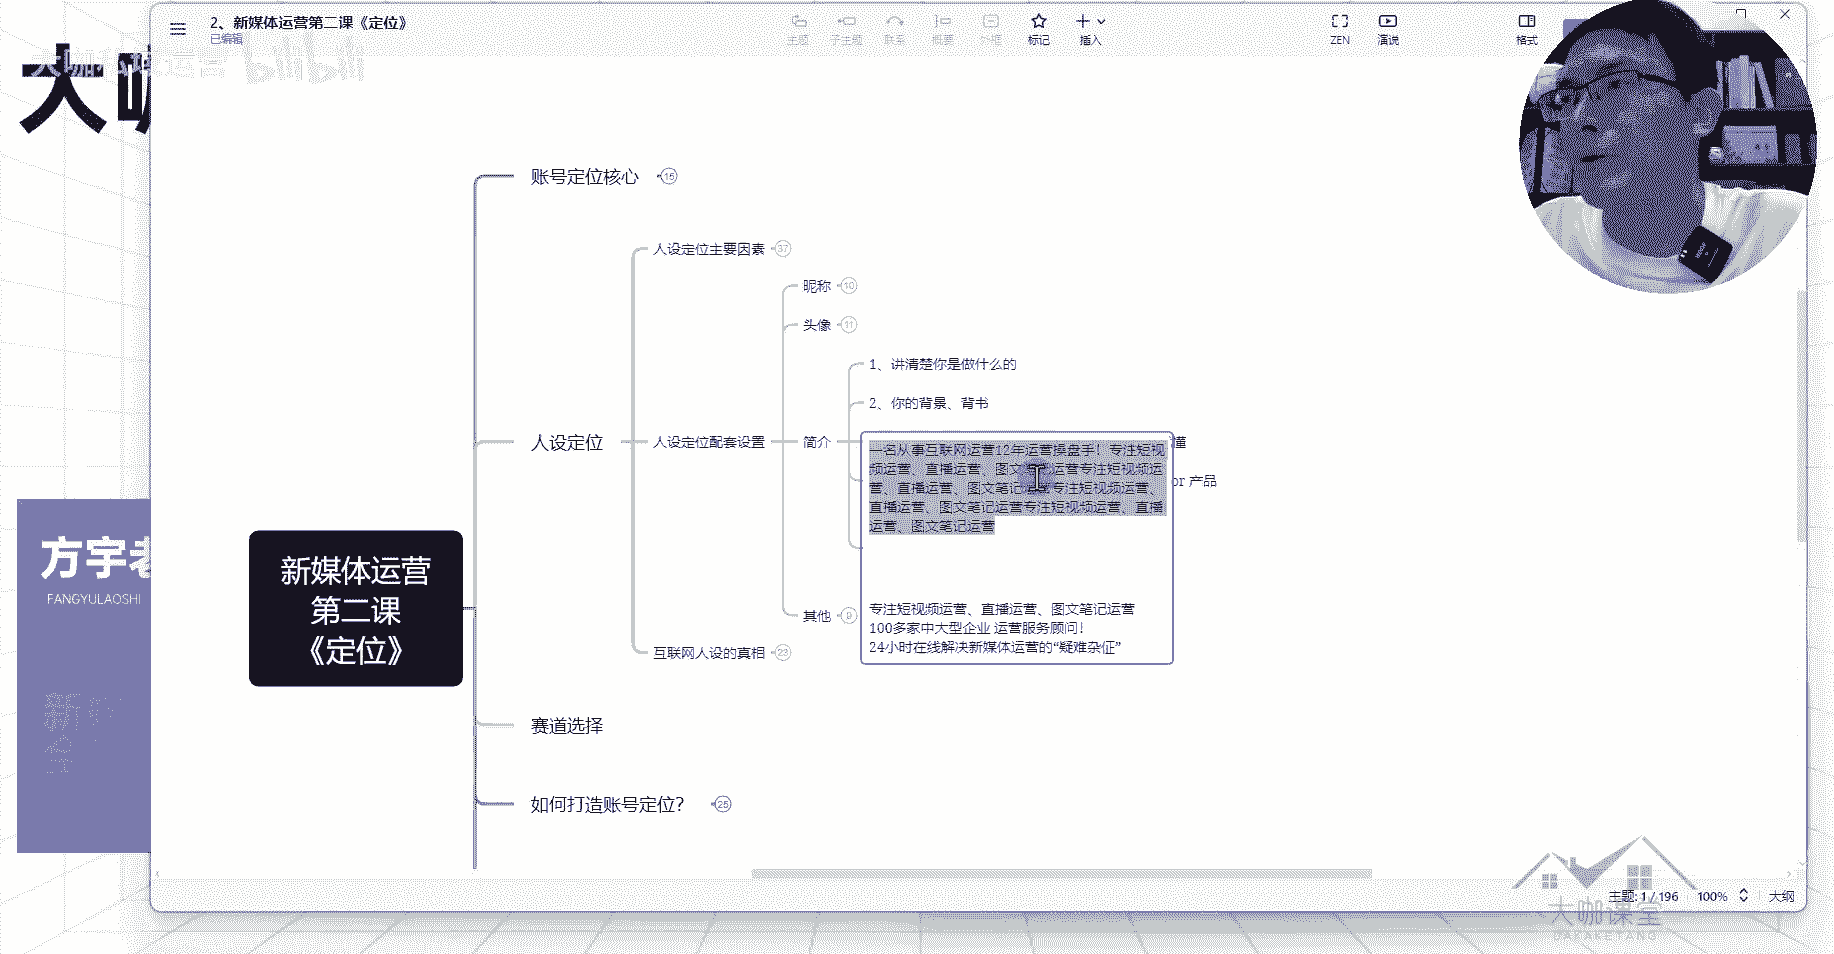 2、新媒体运营第二课《定位》
已编辑
主题
子主题
联系
概要
外框
标记
插入
ZEN
演说
格式
bilibili
大咖
账号定位核心 15
人设定位主要因素 37
昵称 10
头像 11
1、讲清楚你是做什么的
2、你的背景、背书
人设定位
人设定位配套设置
简介
懂
or 产品
一名从事互联网运营12年运营操盘手！专注短视
频运营、直播运营、图文笔记运营专注短视频运
营、直播运营、图文笔记运营专注短视频运营、
直播运营、图文笔记运营专注短视频运营、直播
运营、图文笔记运营
专注短视频运营、直播运营、图文笔记运营
100多家中大型企业 运营服务顾问！
24小时在线解决新媒体运营的“疑难杂症”
其他 9
互联网人设的真相 23
新媒体运营
第二课
《定位》
赛道选择
如何打造账号定位？ 25
方宇老
FANGYULAOSHI
主题: 1 / 196
100%
大纲
大咖课堂
DAKAKETANG